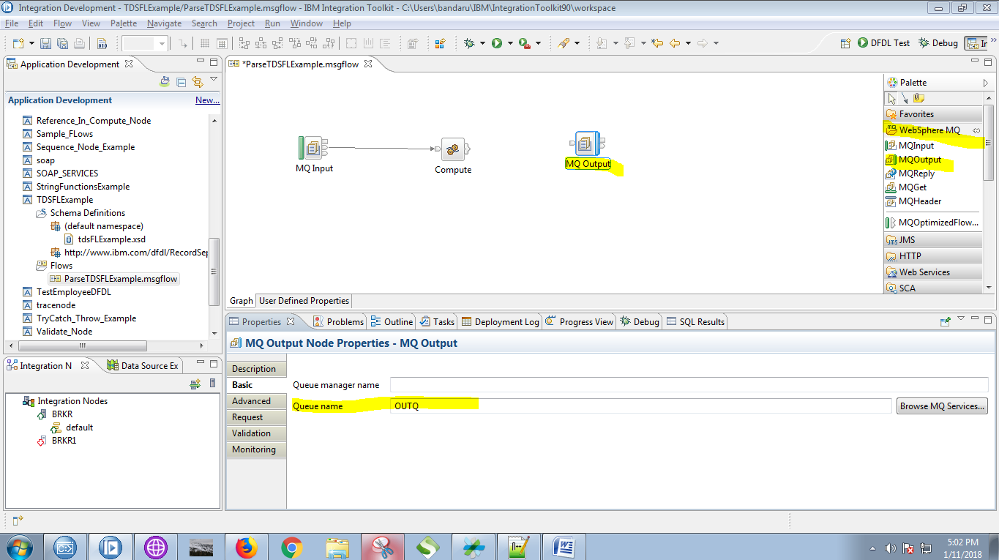 Integration Development - TDSFLExample/ParseTDSFLExample.msgflow - IBM Integration Toolkit - C:\Users\bandaru\IBM\IntegrationToolkit90\workspace
File Edit Flow View Palette Navigate Search Project Run Window Help
DFDL Test Debug In
Application Development
Application Development New...
Reference_In_Compute_Node
Sample_FLows
Sequence_Node_Example
soap
SOAP_SERVICES
StringFunctionsExample
TDSFLExample
Schema Definitions
(default namespace)
tdsFLExample.xsd
http://www.ibm.com/dfdl/RecordSep
Flows
ParseTDSFLExample.msgflow
TestEmployeeDFDL
tracenode
TryCatch_Throw_Example
Validate_Node
*ParseTDSFLExample.msgflow
MQ Input
Compute
MQ Output
Palette
Favorites
WebSphere MQ
MQInput
MQOutput
MQReply
MQGet
MQHeader
MQOptimizedFlow...
JMS
HTTP
Web Services
SCA
Graph User Defined Properties
Integration N Data Source Ex
Integration Nodes
BRKR
default
BRKR1
Properties Problems Outline Tasks Deployment Log Progress View Debug SQL Results
MQ Output Node Properties - MQ Output
Description
Basic
Advanced
Request
Validation
Monitoring
Queue manager name
Queue name OUTQ Browse MQ Services...
5:02 PM
1/11/2018